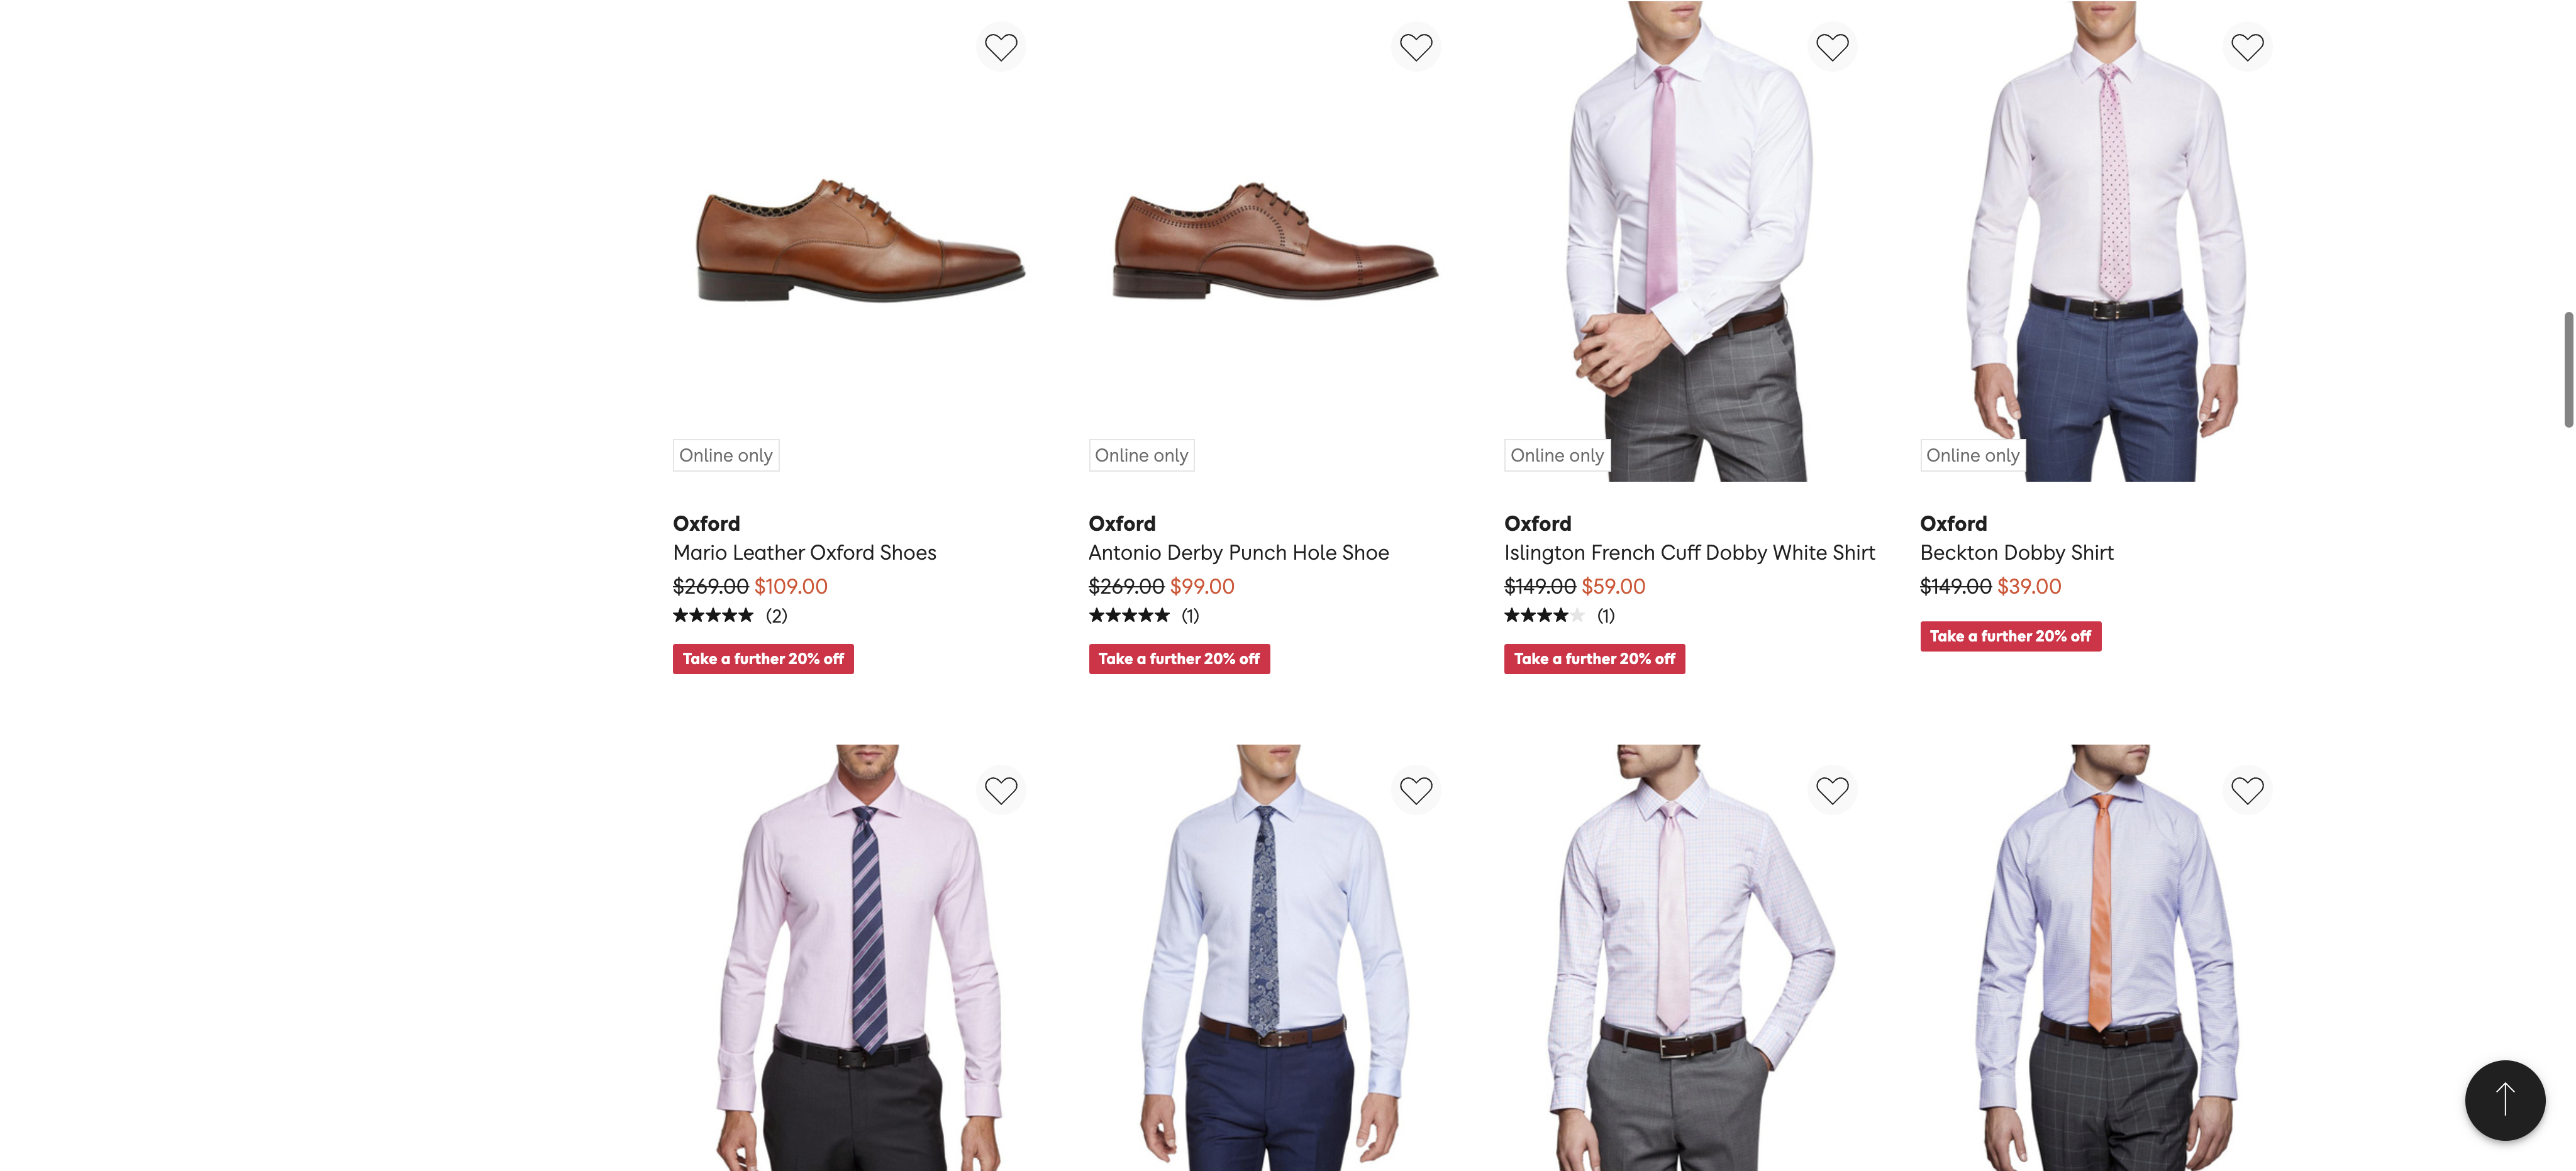 Online only
Oxford
Mario Leather Oxford Shoes
$269.00 $109.00
(2)
Take a further 20% off
Online only
Oxford
Antonio Derby Punch Hole Shoe
$269.00 $99.00
(1)
Take a further 20% off
Online only
Oxford
Islington French Cuff Dobby White Shirt
$149.00 $59.00
(1)
Take a further 20% off
Online only
Oxford
Beckton Dobby Shirt
$149.00 $39.00
Take a further 20% off